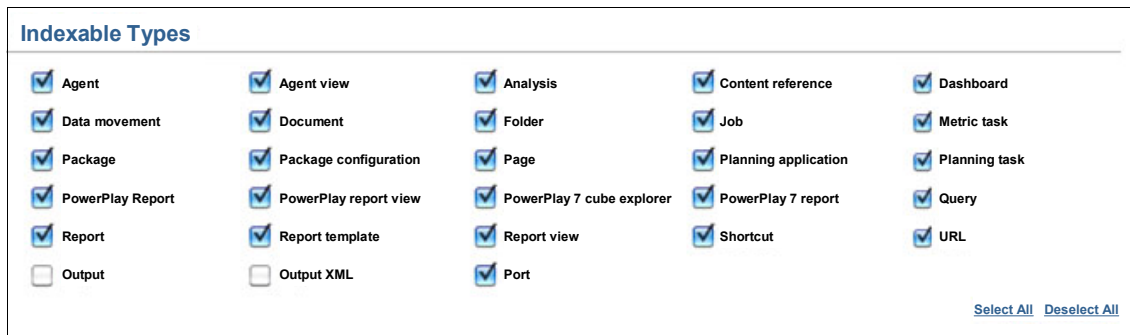 Indexable Types
Agent Agent view Analysis Content reference Dashboard
Data movement Document Folder Job Metric task
Package Package configuration Page Planning application Planning task
PowerPlay Report PowerPlay report view PowerPlay 7 cube explorer PowerPlay 7 report Query
Report Report template Report view Shortcut URL
Output Output XML Port
Select All Deselect All